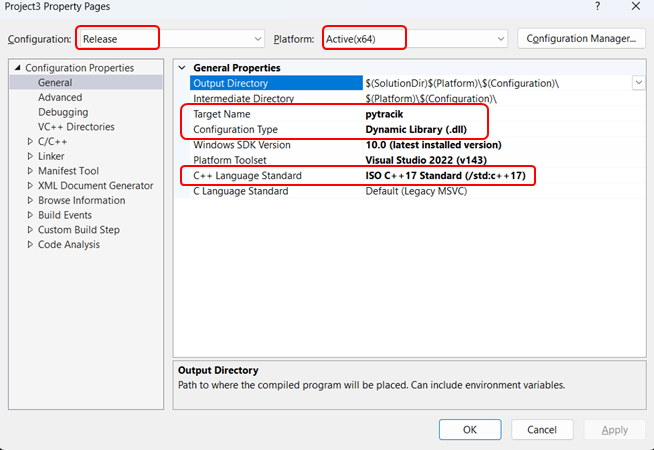 Project3 Property Pages ? ×
Configuration: Release Platform: Active(x64) Configuration Manager...
Configuration Properties
General
Advanced
Debugging
VC++ Directories
C/C++
Linker
Manifest Tool
XML Document Generator
Browse Information
Build Events
Custom Build Step
Code Analysis
General Properties
Output Directory $(SolutionDir)$(Platform)\$(Configuration)\
Intermediate Directory $(Platform)\$(Configuration)\
Target Name pytracik
Configuration Type Dynamic Library (.dll)
Windows SDK Version 10.0 (latest installed version)
Platform Toolset Visual Studio 2022 (v143)
C++ Language Standard ISO C++17 Standard (/std:c++17)
C Language Standard Default (Legacy MSVC)
Output Directory
Path to where the compiled program will be placed. Can include environment variables.
OK Cancel Apply